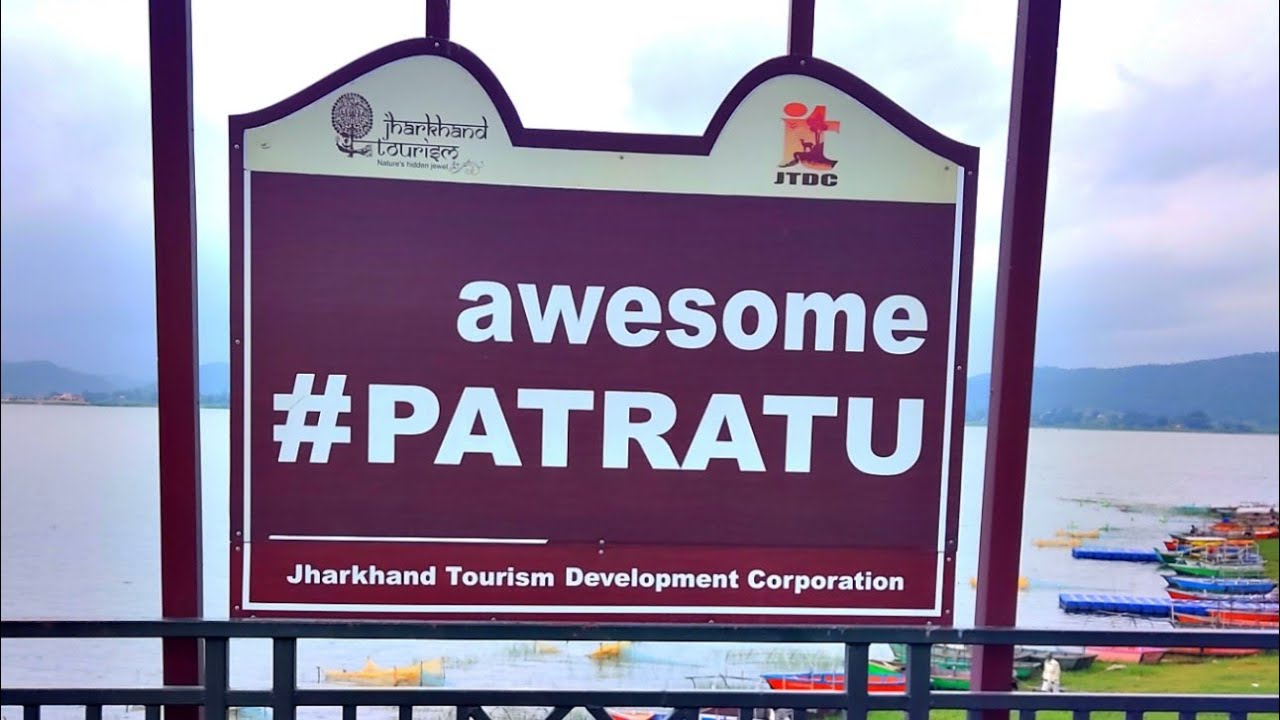 jharkhand
tourism
Nature's hidden jewel
JTDC
awesome
#PATRATU
Jharkhand Tourism Development Corporation